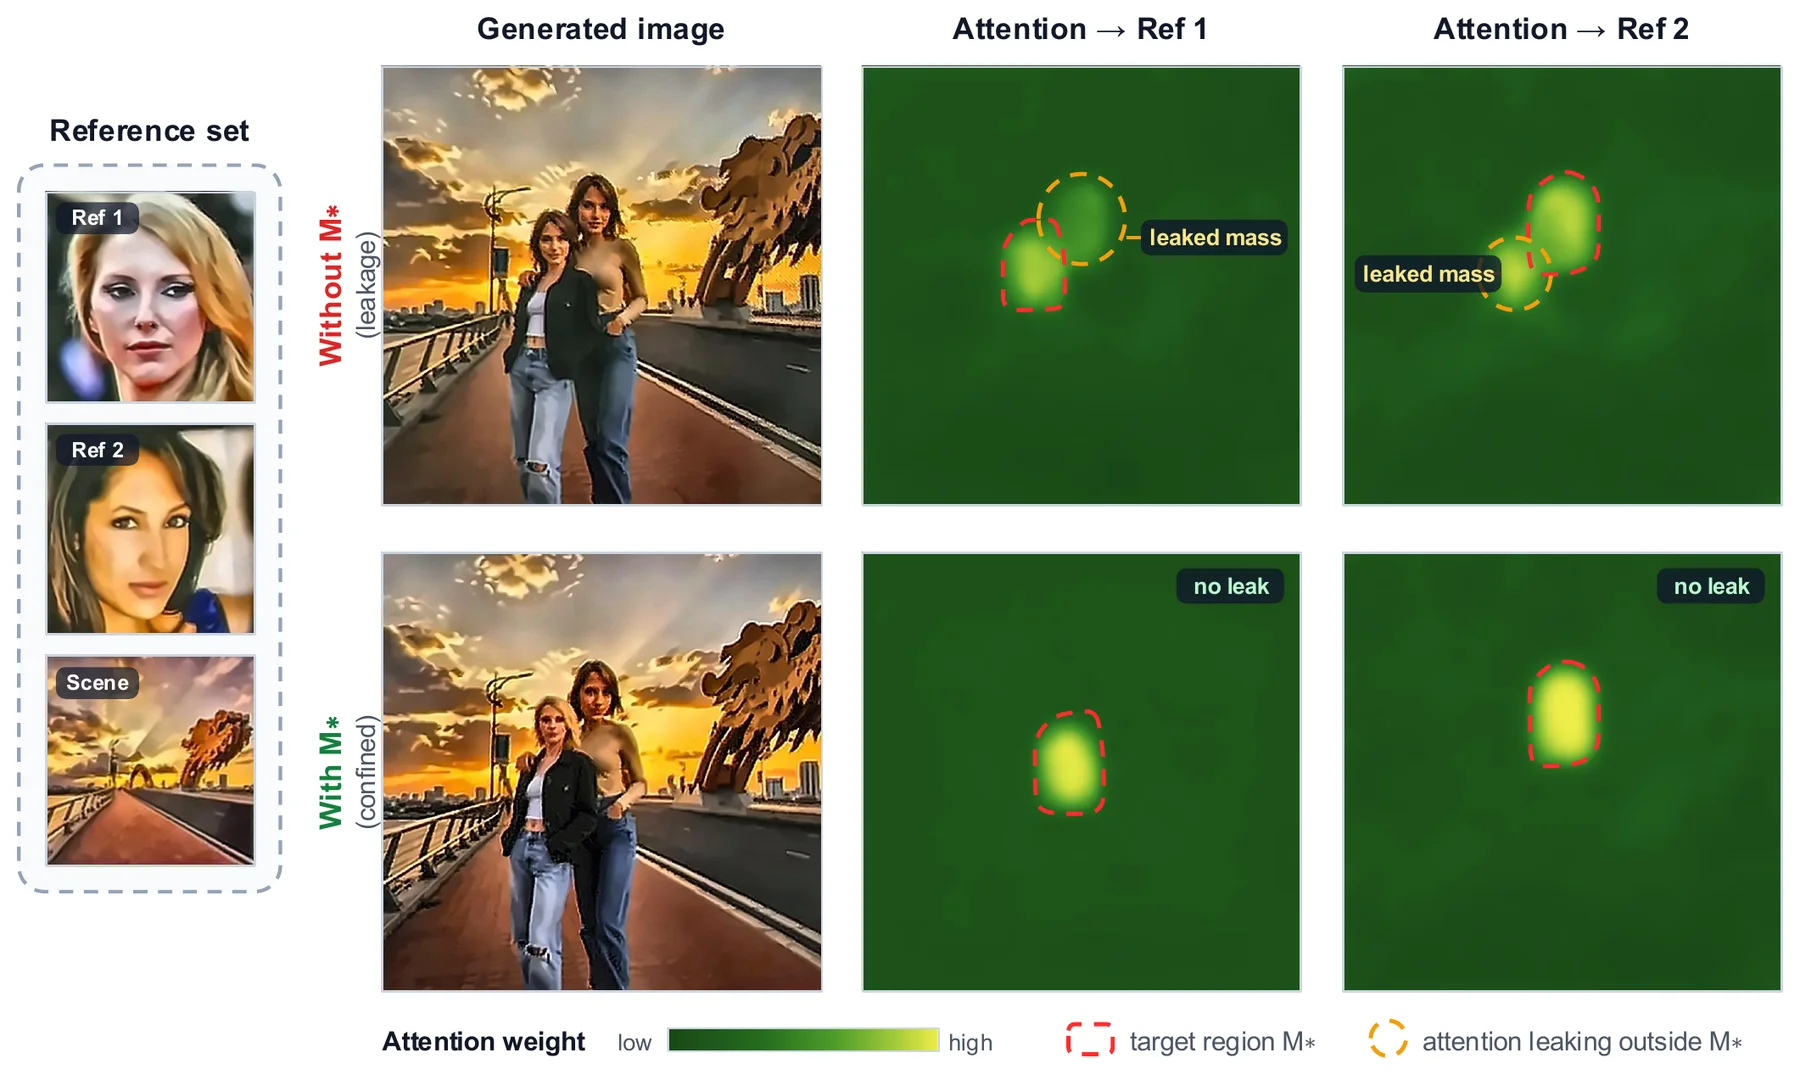 Generated image
Attention → Ref 1
Attention → Ref 2
Reference set
Ref 1
Ref 2
Scene
Without M*
(leakage)
leaked mass
leaked mass
With M*
(confined)
no leak
no leak
Attention weight
low
high
target region M*
attention leaking outside M*